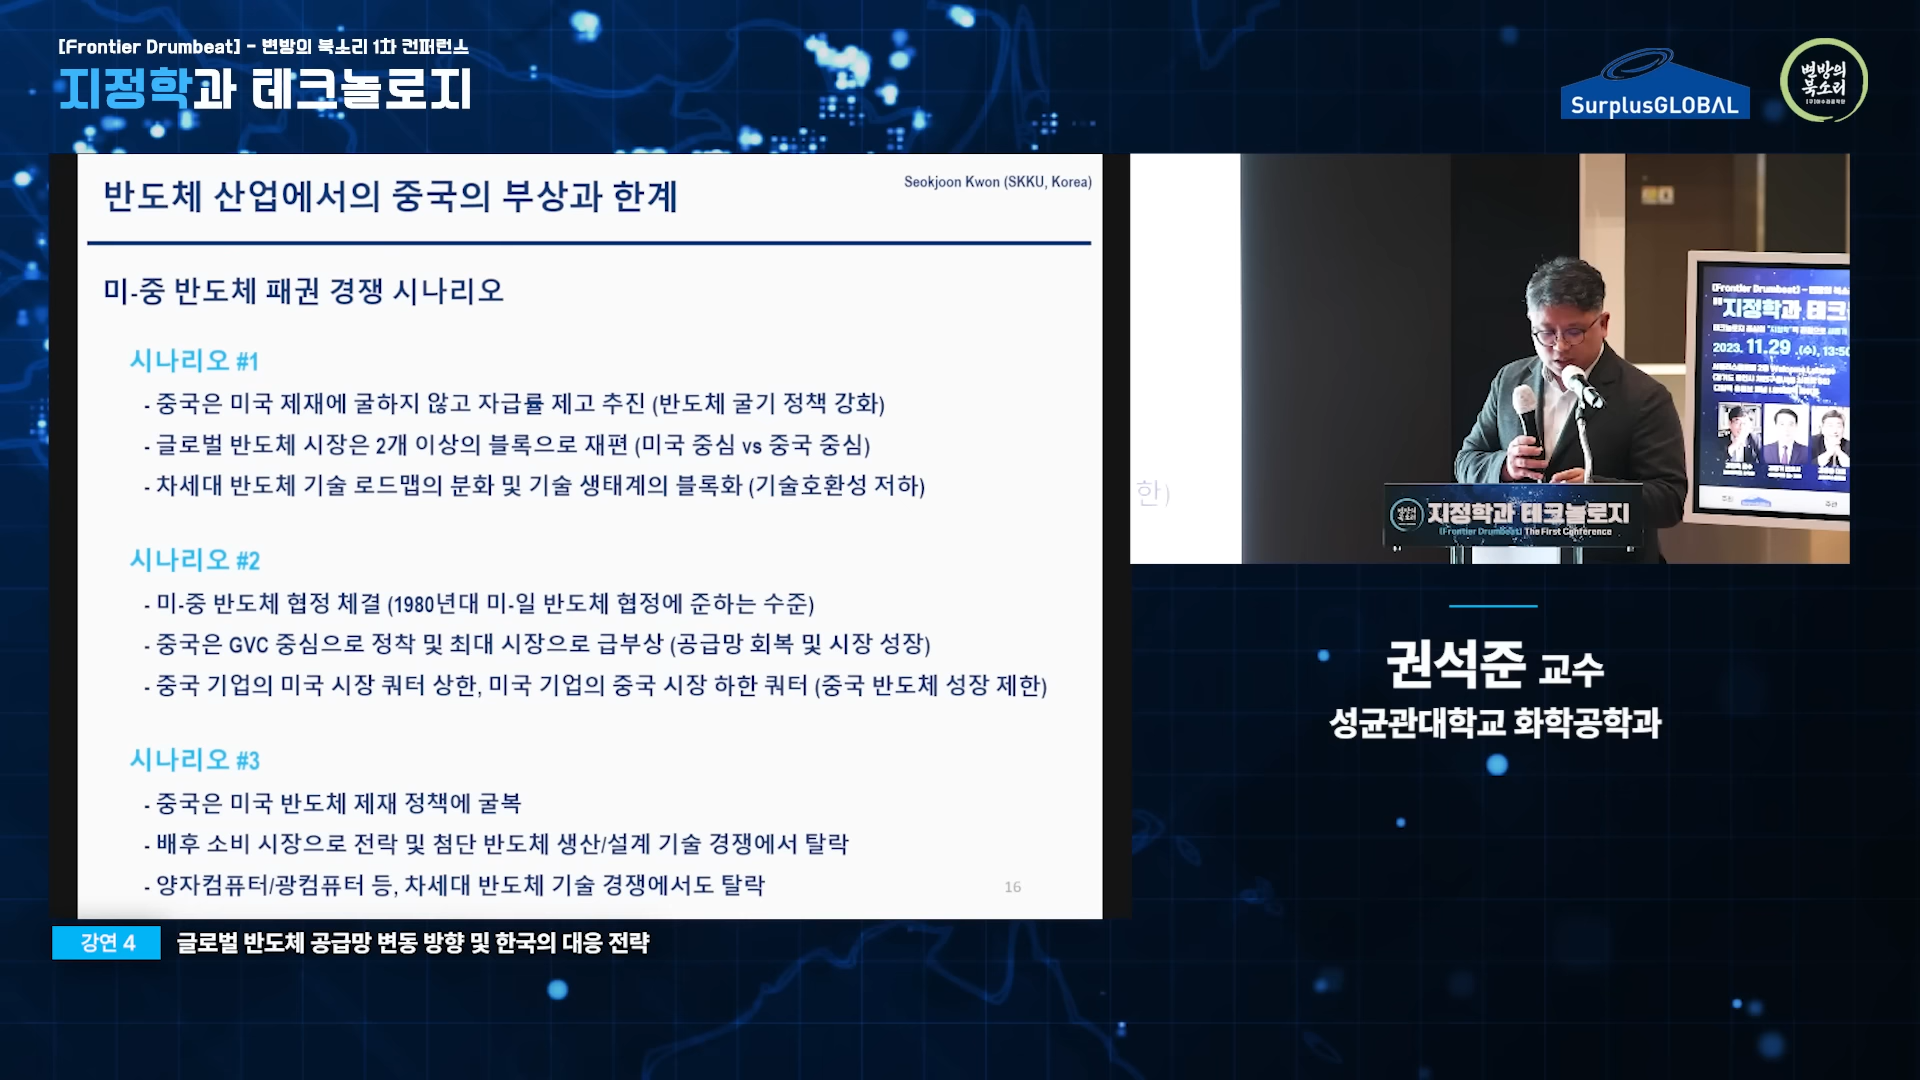 [Frontier Drumbeat] - 변방의 북소리 1차 컨퍼런스
지정학과 테크놀로지
SurplusGLOBAL
변방의
북소리
반도체 산업에서의 중국의 부상과 한계
Seokjoon Kwon (SKKU, Korea)
미-중 반도체 패권 경쟁 시나리오
시나리오 #1
- 중국은 미국 제재에 굴하지 않고 자급률 제고 추진 (반도체 굴기 정책 강화)
- 글로벌 반도체 시장은 2개 이상의 블록으로 재편 (미국 중심 vs 중국 중심)
- 차세대 반도체 기술 로드맵의 분화 및 기술 생태계의 블록화 (기술호환성 저하)
시나리오 #2
- 미-중 반도체 협정 체결 (1980년대 미-일 반도체 협정에 준하는 수준)
- 중국은 GVC 중심으로 정착 및 최대 시장으로 급부상 (공급망 회복 및 시장 성장)
- 중국 기업의 미국 시장 쿼터 상한, 미국 기업의 중국 시장 하한 쿼터 (중국 반도체 성장 제한)
시나리오 #3
- 중국은 미국 반도체 제재 정책에 굴복
- 배후 소비 시장으로 전락 및 첨단 반도체 생산/설계 기술 경쟁에서 탈락
- 양자컴퓨터/광컴퓨터 등, 차세대 반도체 기술 경쟁에서도 탈락
16
한)
[Frontier Drumbeat] - 변방의 북소
"지정학과 테크
2023. 11.29 .(수), 13:50
변방의
북소리
지정학과 테크놀로지
[Frontier Drumbeat] The First Conference
권석준 교수
성균관대학교 화학공학과
강연 4
글로벌 반도체 공급망 변동 방향 및 한국의 대응 전략